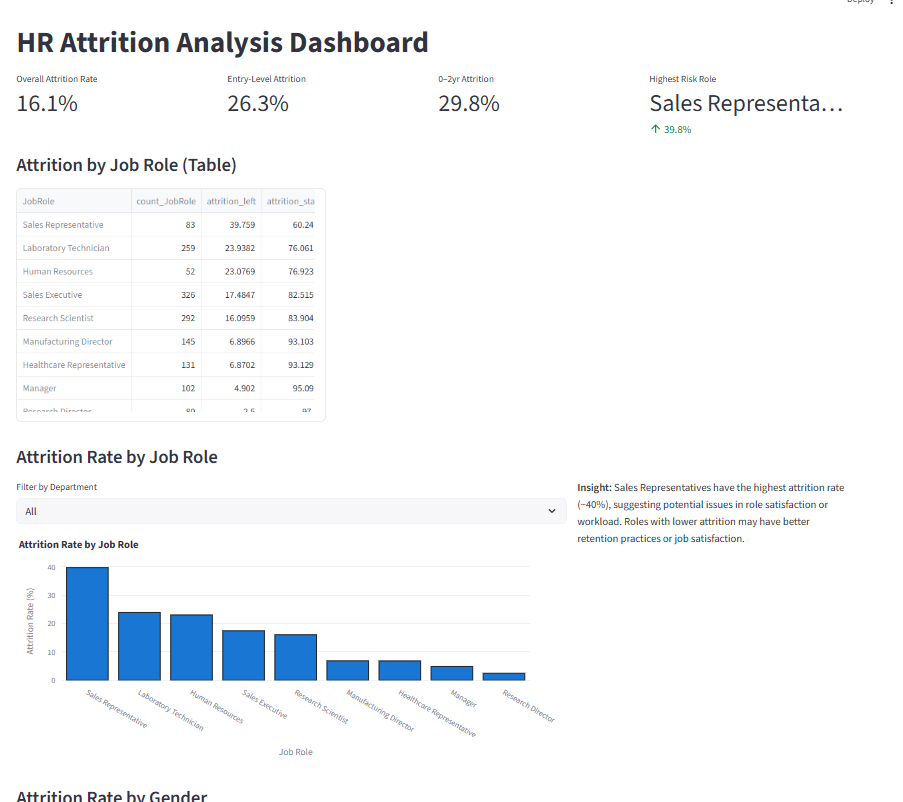 Deploy
HR Attrition Analysis Dashboard
Overall Attrition Rate
16.1%
Entry-Level Attrition
26.3%
0–2yr Attrition
29.8%
Highest Risk Role
Sales Representa…
↑ 39.8%
Attrition by Job Role (Table)
JobRole count_JobRole attrition_left attrition_sta
Sales Representative 83 39.759 60.24
Laboratory Technician 259 23.9382 76.061
Human Resources 52 23.0769 76.923
Sales Executive 326 17.4847 82.515
Research Scientist 292 16.0959 83.904
Manufacturing Director 145 6.8966 93.103
Healthcare Representative 131 6.8702 93.129
Manager 102 4.902 95.09
Research Director 80 2.5 97.
Attrition Rate by Job Role
Filter by Department
All
Insight: Sales Representatives have the highest attrition rate
(~40%), suggesting potential issues in role satisfaction or
workload. Roles with lower attrition may have better
retention practices or job satisfaction.
Attrition Rate by Job Role
Attrition Rate (%)
40
30
20
10
0
Sales Representative
Laboratory Technician
Human Resources
Sales Executive
Research Scientist
Manufacturing Director
Healthcare Representative
Manager
Research Director
Job Role
Attrition Rate by Gender